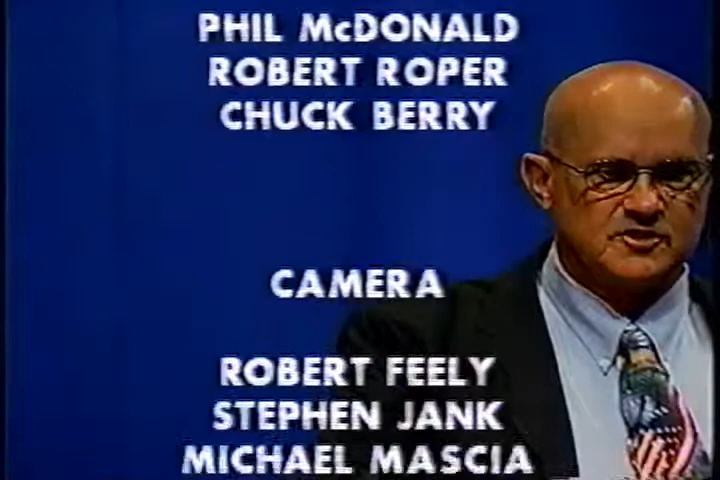 PHIL McDONALD
ROBERT ROPER
CHUCK BERRY
CAMERA
ROBERT FEELY
STEPHEN JANK
MICHAEL MASCIA